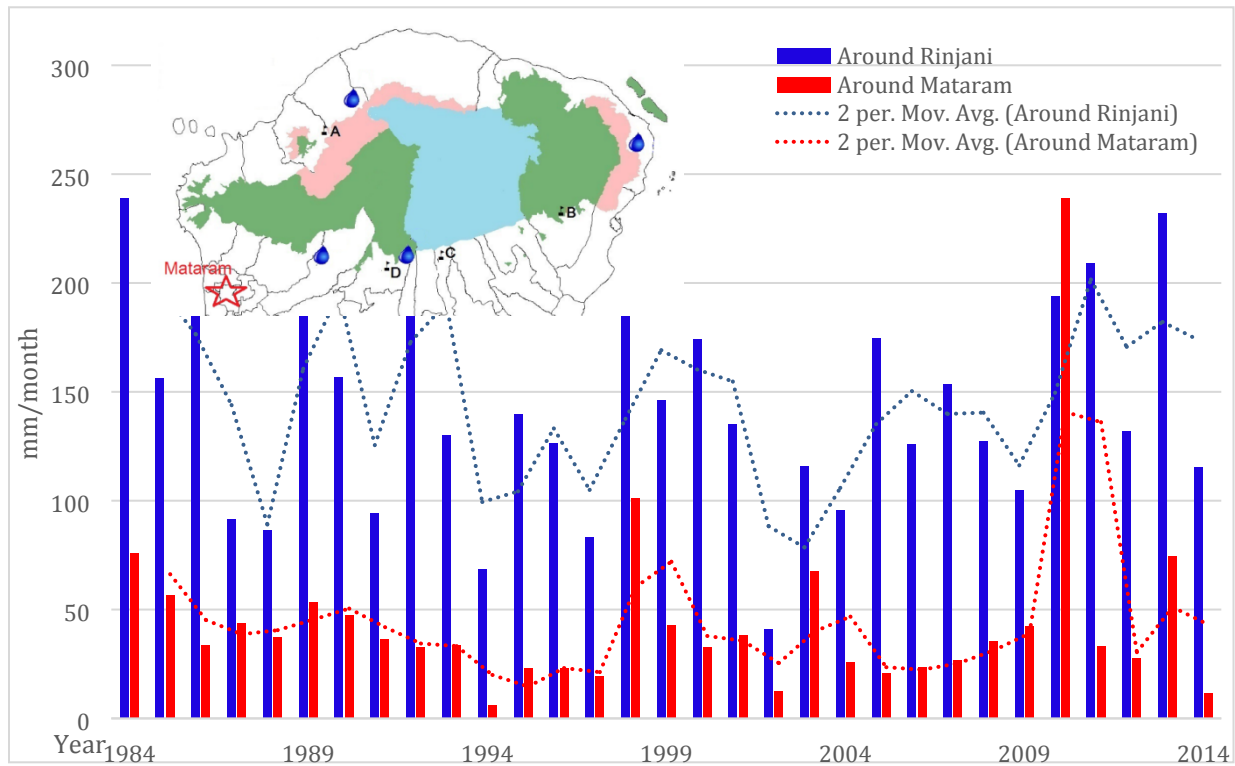 300
250
200
150
100
50
0
mm/month
Around Rinjani
Around Mataram
2 per. Mov. Avg. (Around Rinjani)
2 per. Mov. Avg. (Around Mataram)
A
B
C
D
Mataram
Year
1984 1989 1994 1999 2004 2009 2014